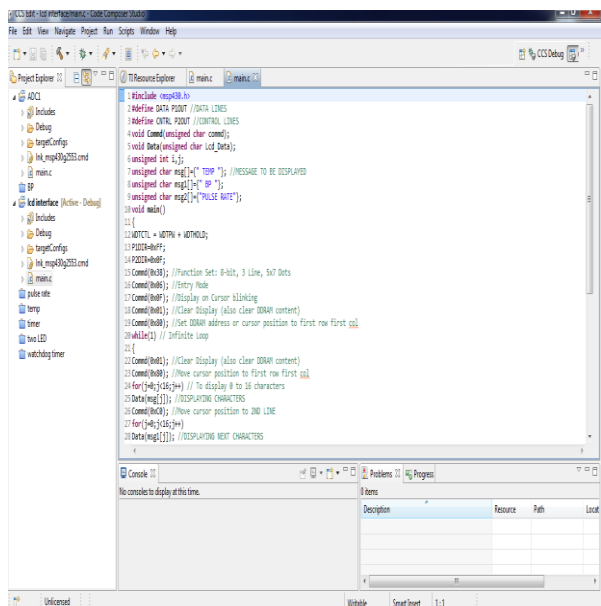 CCS Edit - lcd interface/main.c - Code Composer Studio
File Edit View Navigate Project Run Scripts Window Help
CCS Debug
Project Explorer
TI Resource Explorer
main.c
main.c
ADC1
Includes
Debug
targetConfigs
lnk_msp430g2553.cmd
main.c
BP
lcd interface [Active - Debug]
Includes
Debug
targetConfigs
lnk_msp430g2553.cmd
main.c
pulse rate
temp
timer
two LED
watchdog timer
1 #include <msp430.h>
2 #define DATA P1OUT //DATA LINES
3 #define CNTRL P2OUT //CONTROL LINES
4 void Commd(unsigned char commd);
5 void Data(unsigned char Lcd_Data);
6 unsigned int i,j;
7 unsigned char msg[]={" TEMP "}; //MESSAGE TO BE DISPLAYED
8 unsigned char msg1[]={" BP "};
9 unsigned char msg2[]={"PULSE RATE"};
10 void main()
11 {
12 WDTCTL = WDTPW + WDTHOLD;
13 P1DIR=0xFF;
14 P2DIR=0x0F;
15 Commd(0x38); //Function Set: 8-bit, 3 Line, 5x7 Dots
16 Commd(0x06); //Entry Mode
17 Commd(0x0F); //Display on Cursor blinking
18 Commd(0x01); //Clear Display (also clear DDRAM content)
19 Commd(0x80); //Set DDRAM address or cursor position to first row first col
20 while(1) // Infinite Loop
21 {
22 Commd(0x01); //Clear Display (also clear DDRAM content)
23 Commd(0x80); //Move cursor position to first row first col
24 for(j=0;j<16;j++) // To display 0 to 16 characters
25 Data(msg[j]); //DISPLAYING CHARACTERS
26 Commd(0xC0); //Move cursor position to 2ND LINE
27 for(j=0;j<16;j++)
28 Data(msg1[j]); //DISPLAYING NEXT CHARACTERS
Console
No consoles to display at this time.
Problems
Progress
0 items
Description Resource Path Locat
Unlicensed Writable Smart Insert 1:1